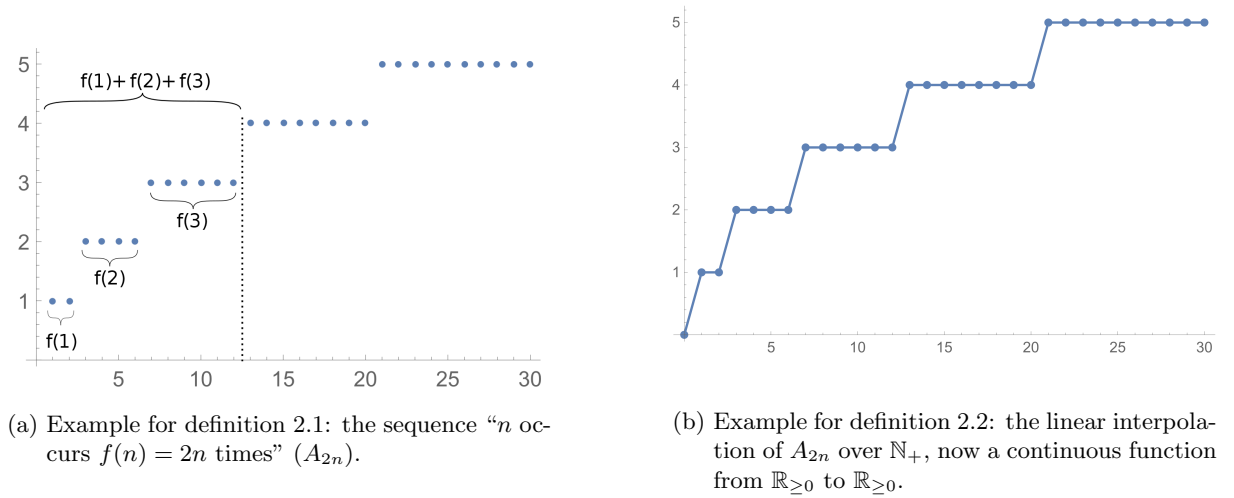 5
f(1)+f(2)+f(3)
4
3
f(3)
2
f(2)
1
f(1)
5 10 15 20 25 30
(a) Example for definition 2.1: the sequence “n oc-
curs f(n) = 2n times” (A₂ₙ).
5
4
3
2
1
5 10 15 20 25 30
(b) Example for definition 2.2: the linear interpola-
tion of A₂ₙ over ℕ₊, now a continuous function
from ℝ≥0 to ℝ≥0.